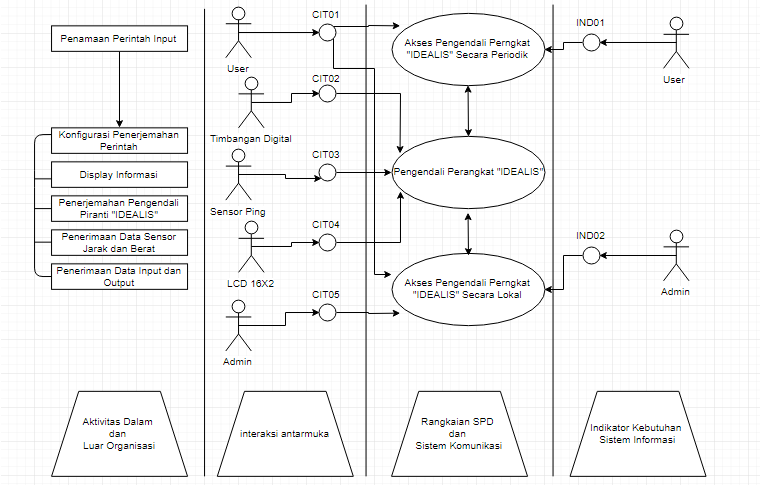 Penamaan Perintah Input
Konfigurasi Penerjemahan
Perintah
Display Informasi
Penerjemahan Pengendali
Piranti "IDEALIS"
Penerimaan Data Sensor
Jarak dan Berat
Penerimaan Data Input dan
Output
Aktivitas Dalam
dan
Luar Organisasi
CIT01
User
CIT02
Timbangan Digital
CIT03
Sensor Ping
CIT04
LCD 16X2
CIT05
Admin
interaksi antarmuka
Akses Pengendali Perngkat
"IDEALIS" Secara Periodik
Pengendali Perangkat "IDEALIS"
Akses Pengendali Perngkat
"IDEALIS" Secara Lokal
Rangkaian SPD
dan
Sistem Komunikasi
IND01
User
IND02
Admin
Indikator Kebutuhan
Sistem Informasi